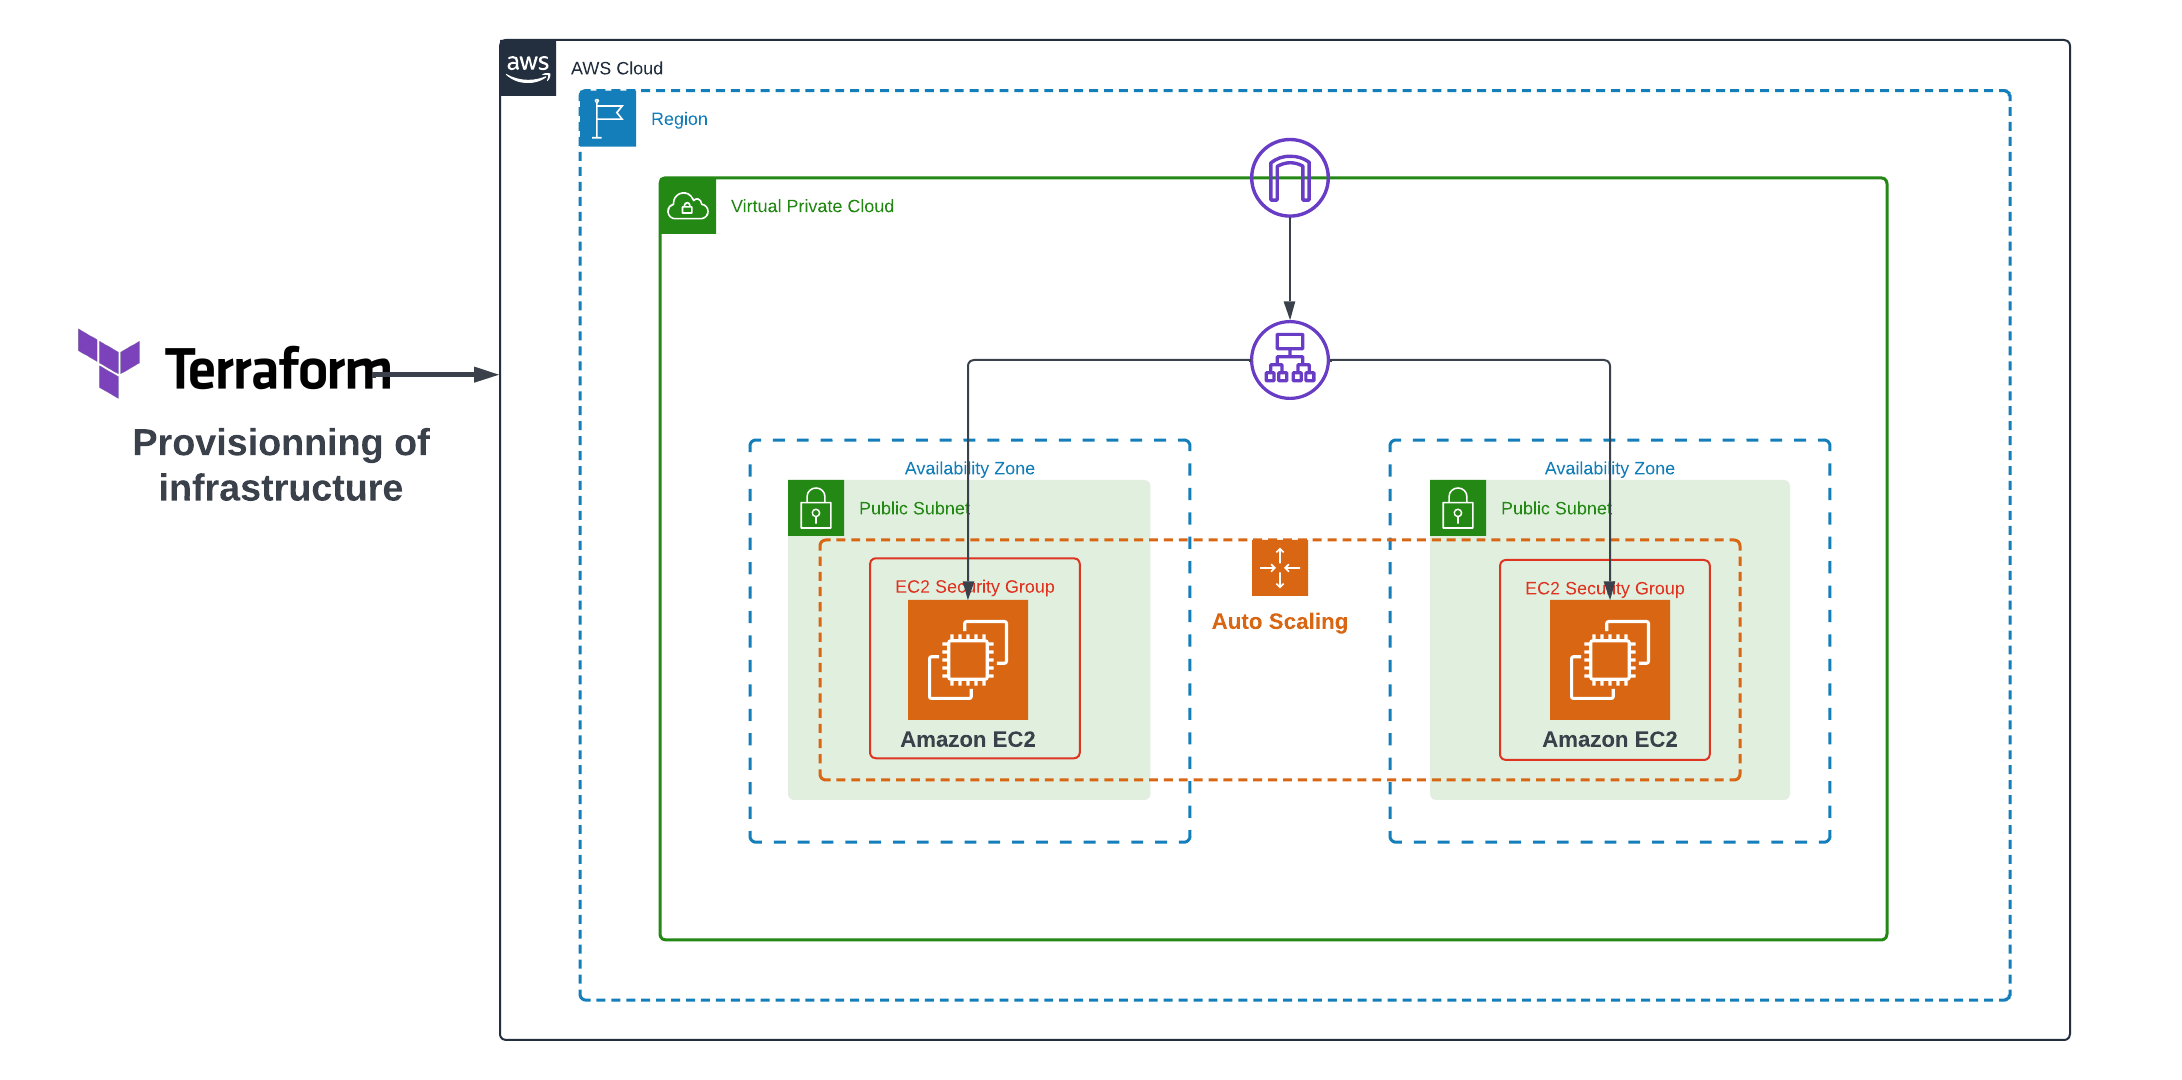 aws
AWS Cloud
Region
Virtual Private Cloud
Terraform
Provisionning of
infrastructure
Availability Zone
Public Subnet
EC2 Security Group
Amazon EC2
Auto Scaling
Availability Zone
Public Subnet
EC2 Security Group
Amazon EC2